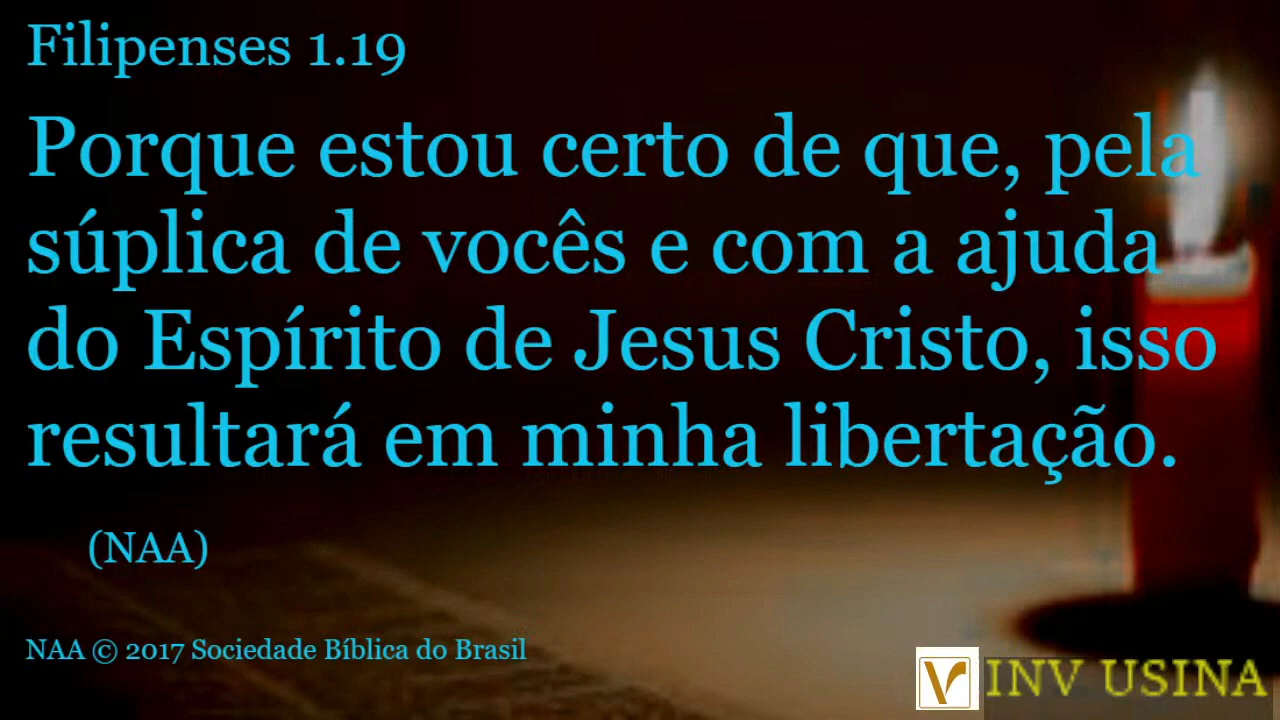 Filipenses 1.19
Porque estou certo de que, pela
súplica de vocês e com a ajuda
do Espírito de Jesus Cristo, isso
resultará em minha libertação.
(NAA)
NAA © 2017 Sociedade Bíblica do Brasil
INV USINA